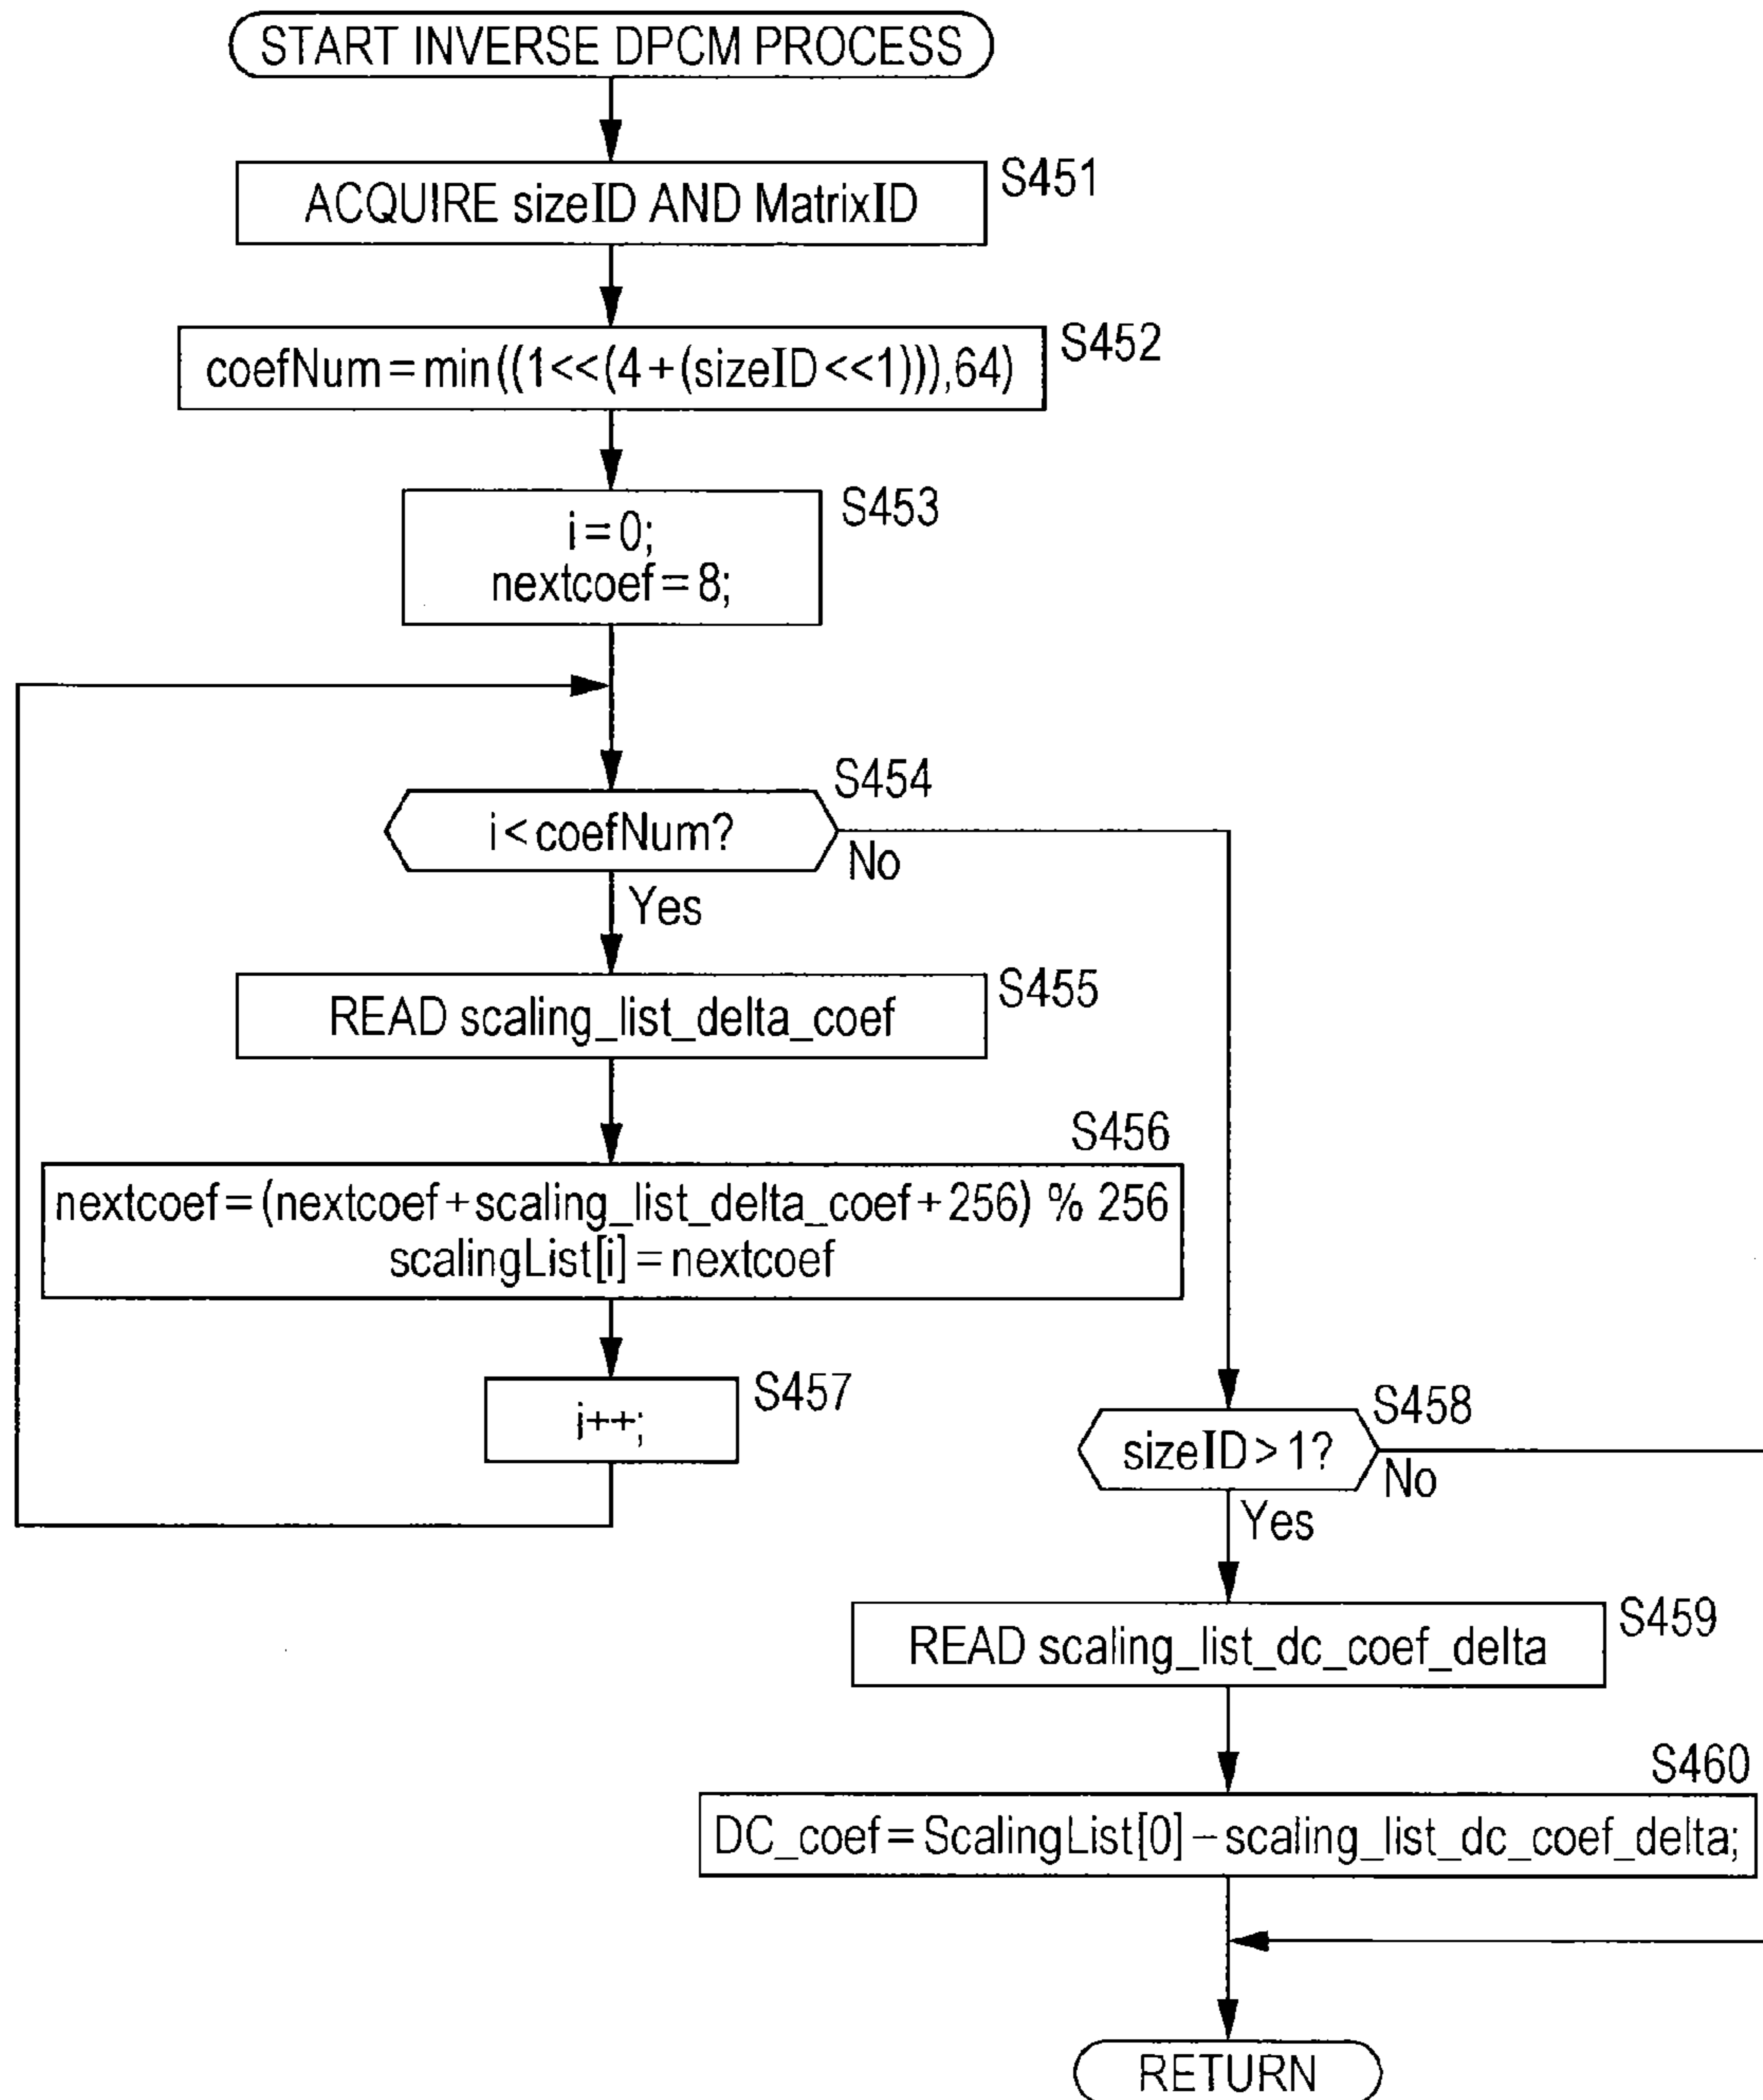 START INVERSE DPCM PROCESS
S451
ACQUIRE sizeID AND MatrixID
S452
coefNum=min((1<<(4+(sizeID<<1))),64)
S453
i=0;
nextcoef=8;
S454
i<coefNum?
No
Yes
S455
READ scaling_list_delta_coef
S456
nextcoef=(nextcoef+scaling_list_delta_coef+256) % 256
scalingList[i]=nextcoef
S457
i++;
S458
sizeID>1?
No
Yes
S459
READ scaling_list_dc_coef_delta
S460
DC_coef=ScalingList[0]-scaling_list_dc_coef_delta;
RETURN